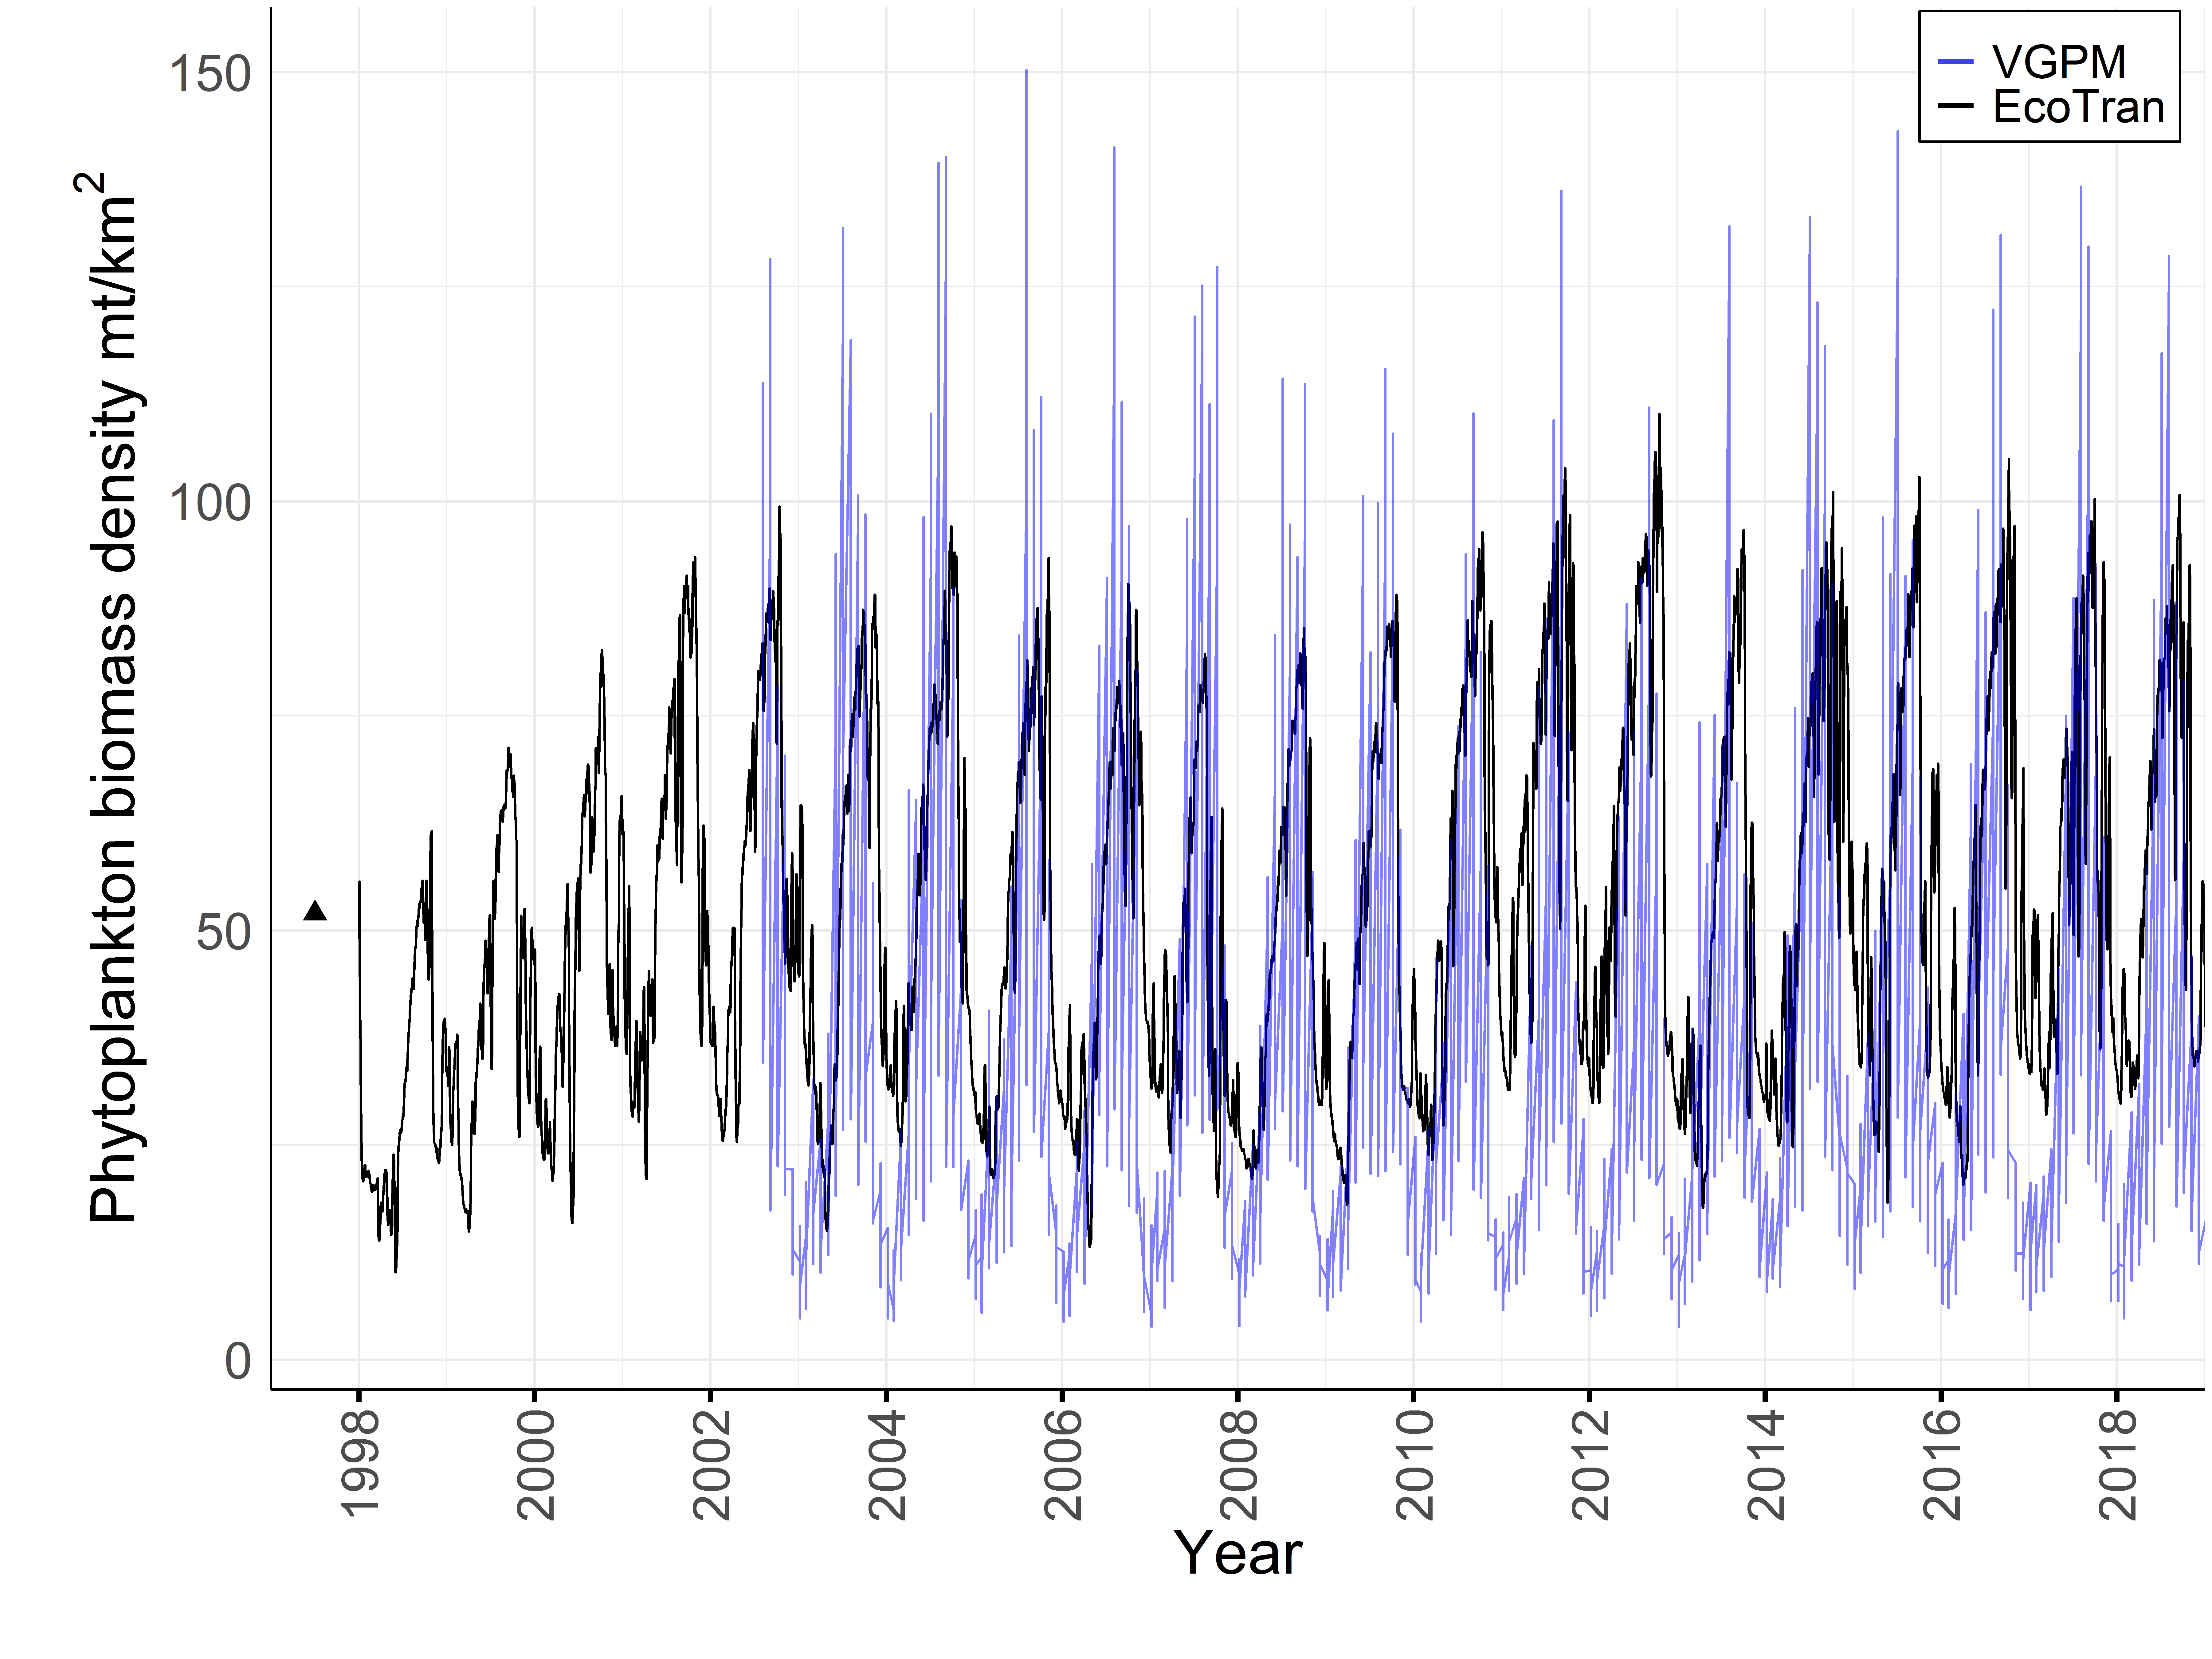 VGPM
EcoTran
Phytoplankton biomass density mt/km²
150
100
50
0
1998 2000 2002 2004 2006 2008 2010 2012 2014 2016 2018
Year